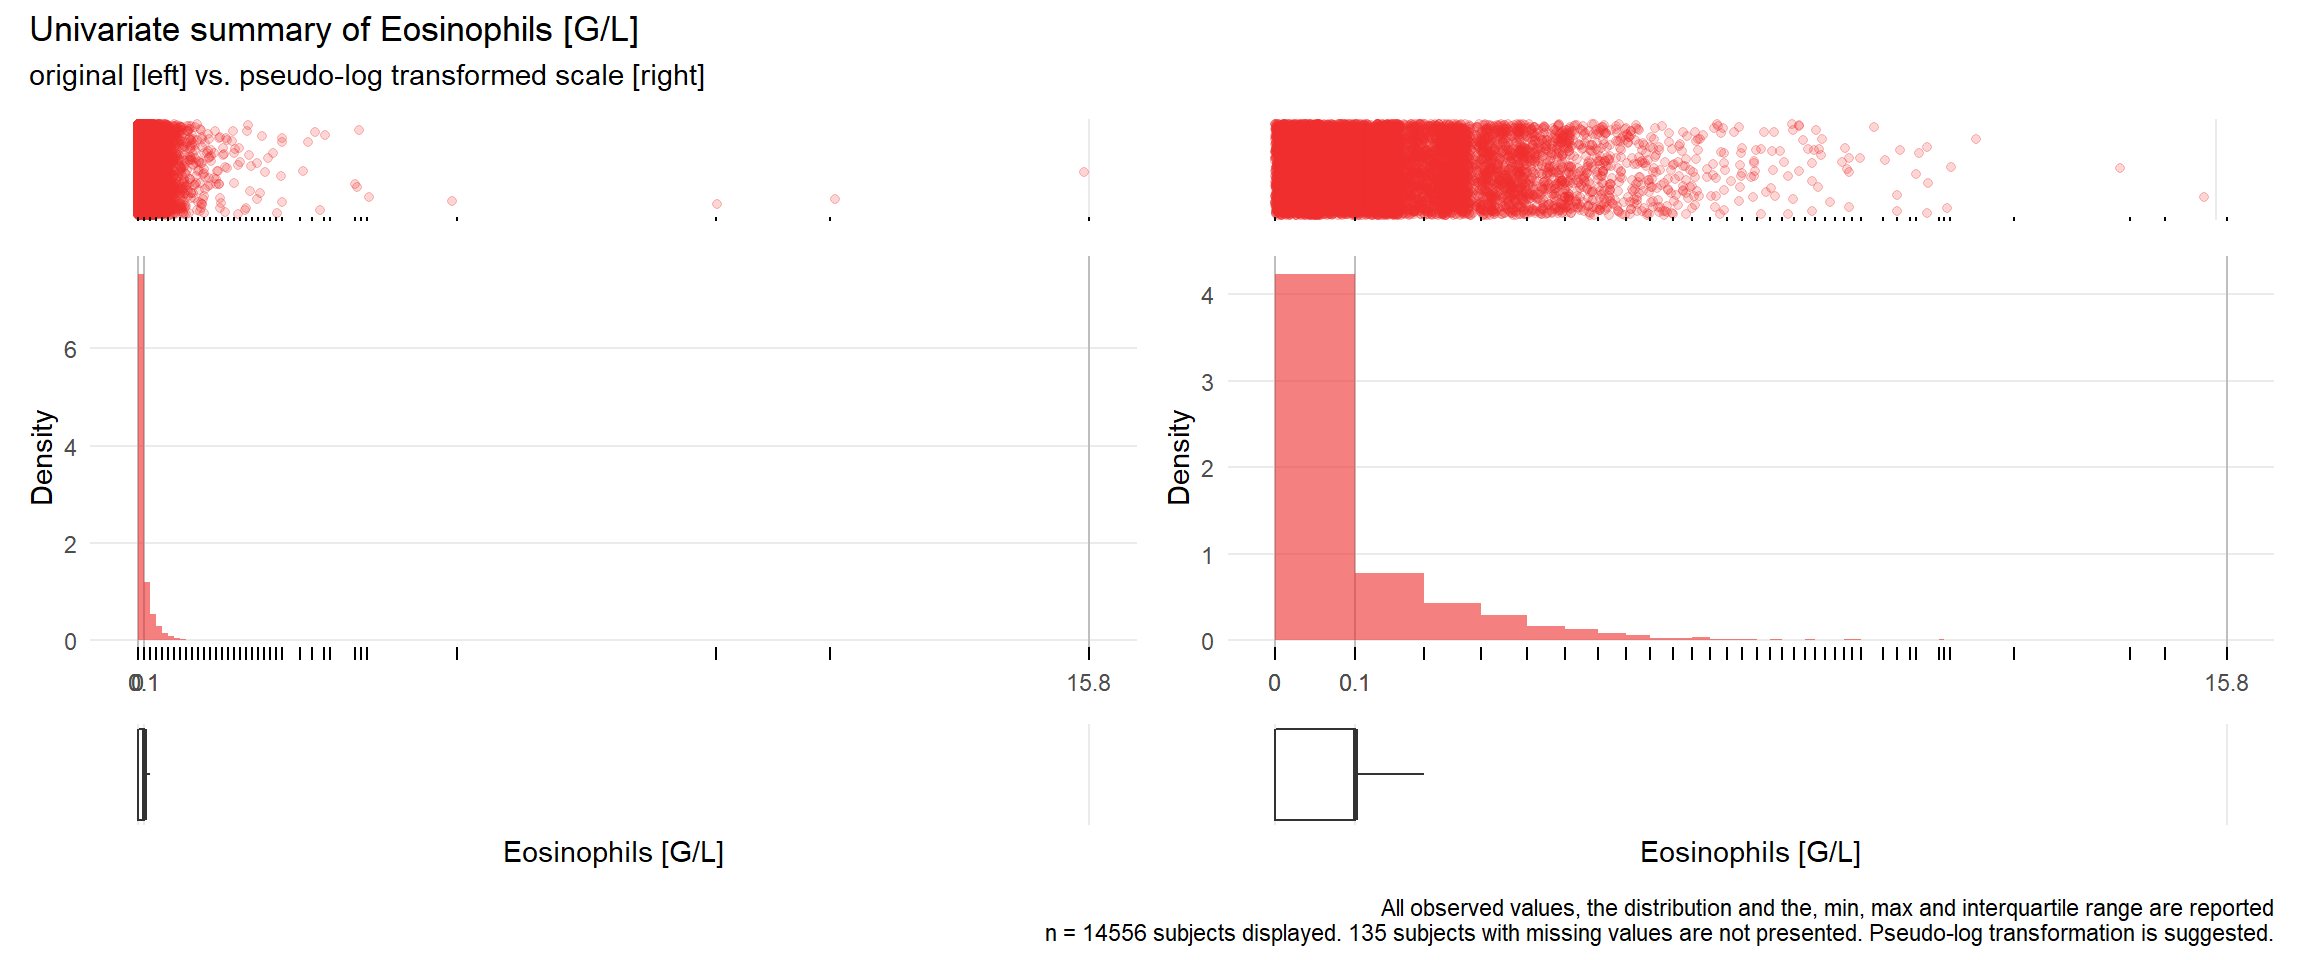 Univariate summary of Eosinophils [G/L]
original [left] vs. pseudo-log transformed scale [right]
Density
6
4
2
0
0
0.1
15.8
Eosinophils [G/L]
Density
4
3
2
1
0
0
0.1
15.8
Eosinophils [G/L]
All observed values, the distribution and the, min, max and interquartile range are reported
n = 14556 subjects displayed. 135 subjects with missing values are not presented. Pseudo-log transformation is suggested.